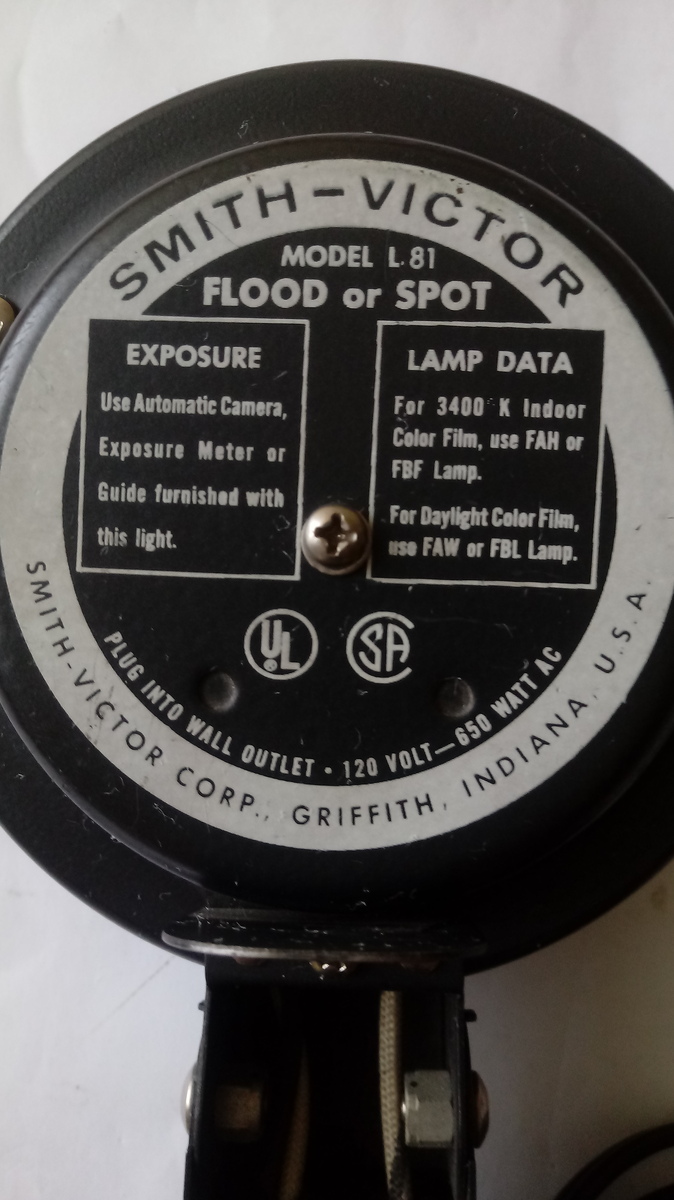 SMITH-VICTOR
MODEL L 81
FLOOD or SPOT
EXPOSURE
Use Automatic Camera,
Exposure Meter or
Guide furnished with
this light.
LAMP DATA
For 3400 K Indoor
Color Film, use FAH or
FBF Lamp.
For Daylight Color Film,
use FAW or FBL Lamp.
UL
®
SA
PLUG INTO WALL OUTLET • 120 VOLT—650 WATT AC
SMITH-VICTOR CORP., GRIFFITH, INDIANA, U.S.A.